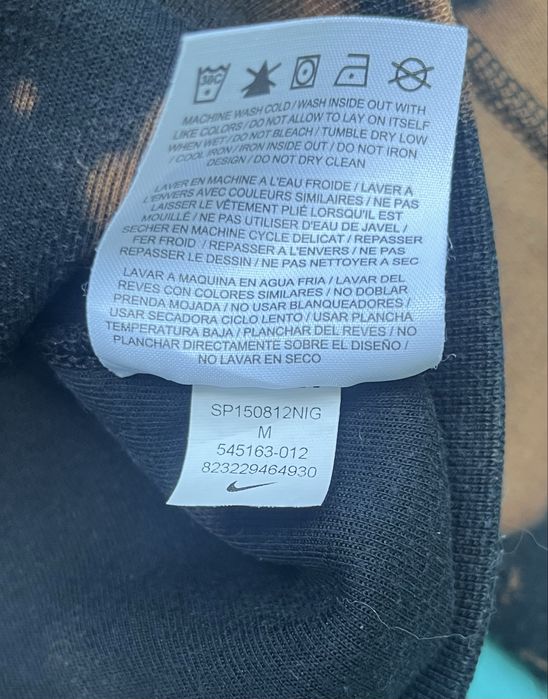 30C
MACHINE WASH COLD / WASH INSIDE OUT WITH
LIKE COLORS / DO NOT ALLOW TO LAY ON ITSELF
WHEN WET / DO NOT BLEACH / TUMBLE DRY LOW
/ COOL IRON / IRON INSIDE OUT / DO NOT IRON
DESIGN / DO NOT DRY CLEAN
LAVER EN MACHINE A L'EAU FROIDE / LAVER A
L'ENVERS AVEC COULEURS SIMILAIRES / NE PAS
LAISSER LE VÊTEMENT PLIÉ LORSQU'IL EST
MOUILLÉ / NE PAS UTILISER D'EAU DE JAVEL /
SECHER EN MACHINE CYCLE DELICAT / REPASSER
FER FROID / REPASSER A L'ENVERS / NE PAS
REPASSER LE DESSIN / NE PAS NETTOYER A SEC
LAVAR A MAQUINA EN AGUA FRIA / LAVAR DEL
REVES CON COLORES SIMILARES / NO DOBLAR
PRENDA MOJADA / NO USAR BLANQUEADORES /
USAR SECADORA CICLO LENTO / USAR PLANCHA
TEMPERATURA BAJA / PLANCHAR DEL REVES / NO
PLANCHAR DIRECTAMENTE SOBRE EL DISEÑO /
NO LAVAR EN SECO
SP150812NIG
M
545163-012
823229464930